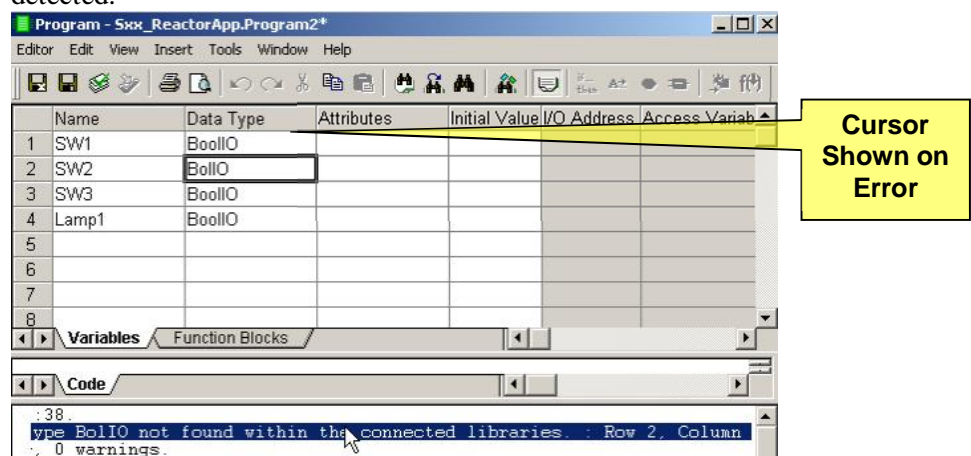 detected.
Program - Sxx_ReactorApp.Program2*
Editor Edit View Insert Tools Window Help
Name Data Type Attributes Initial Value I/O Address Access Variab
1 SW1 BoolIO
2 SW2 BolIO
3 SW3 BoolIO
4 Lamp1 BoolIO
5
6
7
8
Variables Function Blocks
Code
:38.
ype BolIO not found within the connected libraries. : Row 2, Column
, 0 warnings.
Cursor
Shown on
Error